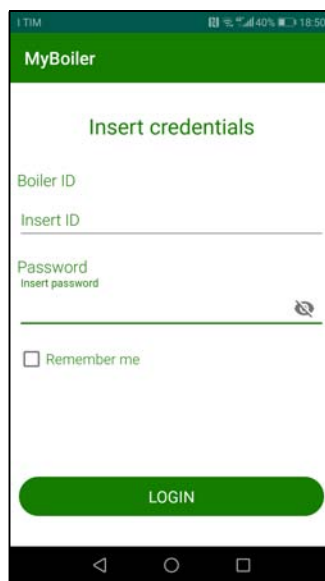 I TIM 40% 18:50
MyBoiler
Insert credentials
Boiler ID
Insert ID
Password
Insert password
Remember me
LOGIN